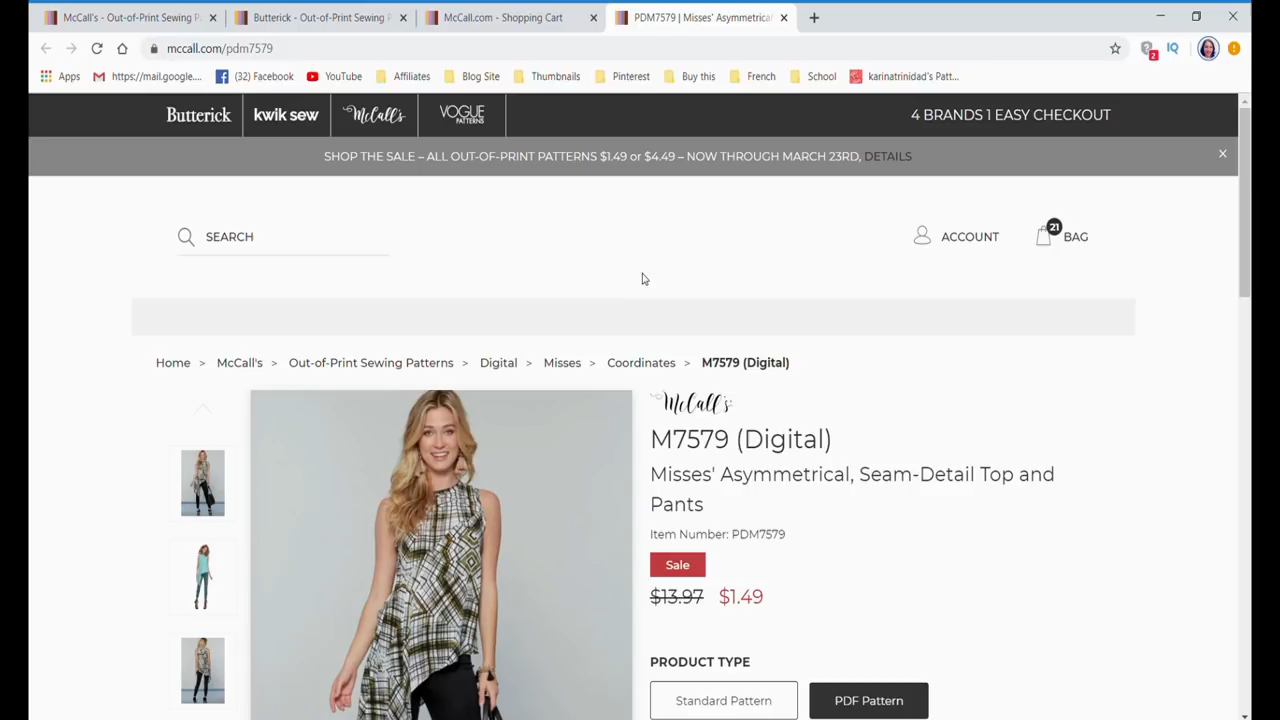 McCall's - Out-of-Print Sewing P
Butterick - Out-of-Print Sewing P
McCall.com - Shopping Cart
PDM7579 | Misses' Asymmetrical
mccall.com/pdm7579
2
IQ
Apps
https://mail.google....
(32) Facebook
YouTube
Affiliates
Blog Site
Thumbnails
Pinterest
Buy this
French
School
karinatrinidad's Patt...
Butterick
kwik sew
McCall's
VOGUE PATTERNS
4 BRANDS 1 EASY CHECKOUT
SHOP THE SALE – ALL OUT-OF-PRINT PATTERNS $1.49 or $4.49 – NOW THROUGH MARCH 23RD, DETAILS
SEARCH
ACCOUNT
21
BAG
Home > McCall's > Out-of-Print Sewing Patterns > Digital > Misses > Coordinates > M7579 (Digital)
McCall's
M7579 (Digital)
Misses' Asymmetrical, Seam-Detail Top and
Pants
Item Number: PDM7579
Sale
$13.97 $1.49
PRODUCT TYPE
Standard Pattern
PDF Pattern